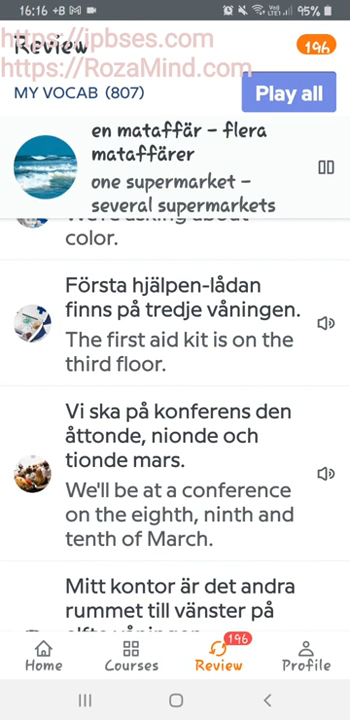 16:16 +B
95%
https://jpbses.com
Review
196
https://RozaMind.com
MY VOCAB (807)
Play all
en mataffär – flera
mataffärer
one supermarket –
several supermarkets
color.
Första hjälpen-lådan
finns på tredje våningen.
The first aid kit is on the
third floor.
Vi ska på konferens den
åttonde, nionde och
tionde mars.
We'll be at a conference
on the eighth, ninth and
tenth of March.
Mitt kontor är det andra
rummet till vänster på
196
Home
Courses
Review
Profile